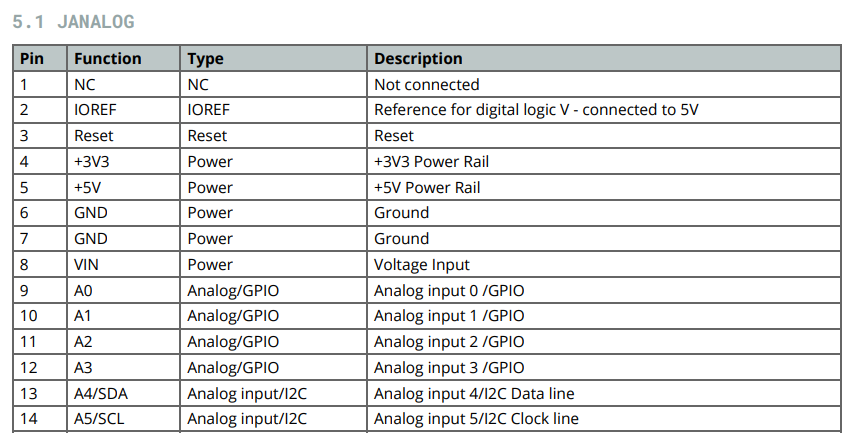 5.1 JANALOG
Pin Function Type Description
1 NC NC Not connected
2 IOREF IOREF Reference for digital logic V - connected to 5V
3 Reset Reset Reset
4 +3V3 Power +3V3 Power Rail
5 +5V Power +5V Power Rail
6 GND Power Ground
7 GND Power Ground
8 VIN Power Voltage Input
9 A0 Analog/GPIO Analog input 0 /GPIO
10 A1 Analog/GPIO Analog input 1 /GPIO
11 A2 Analog/GPIO Analog input 2 /GPIO
12 A3 Analog/GPIO Analog input 3 /GPIO
13 A4/SDA Analog input/I2C Analog input 4/I2C Data line
14 A5/SCL Analog input/I2C Analog input 5/I2C Clock line